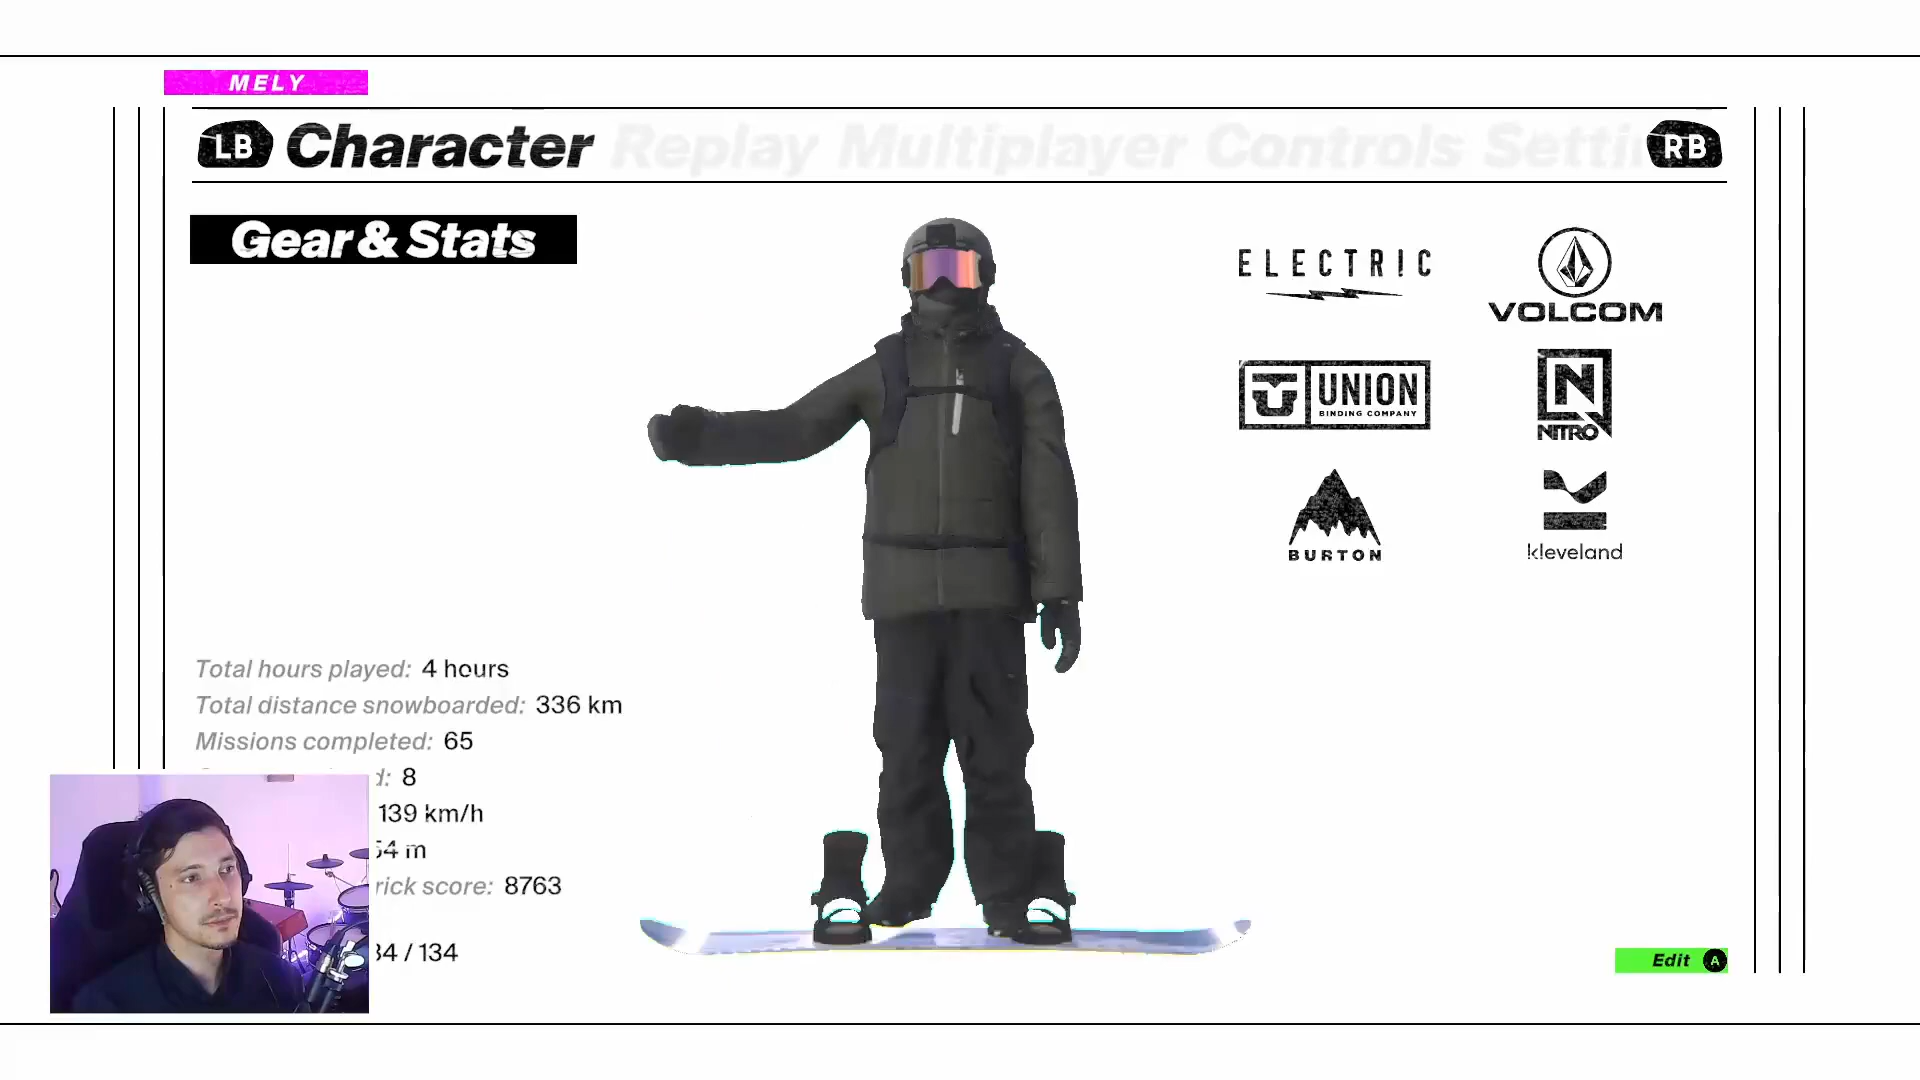 MELY
LB Character Replay Multiplayer Controls Setti RB
Gear & Stats
ELECTRIC
VOLCOM
UNION
BINDING COMPANY
N
NITRO
BURTON
kleveland
Total hours played: 4 hours
Total distance snowboarded: 336 km
Missions completed: 65
d: 8
139 km/h
54 m
rick score: 8763
34 / 134
Edit A